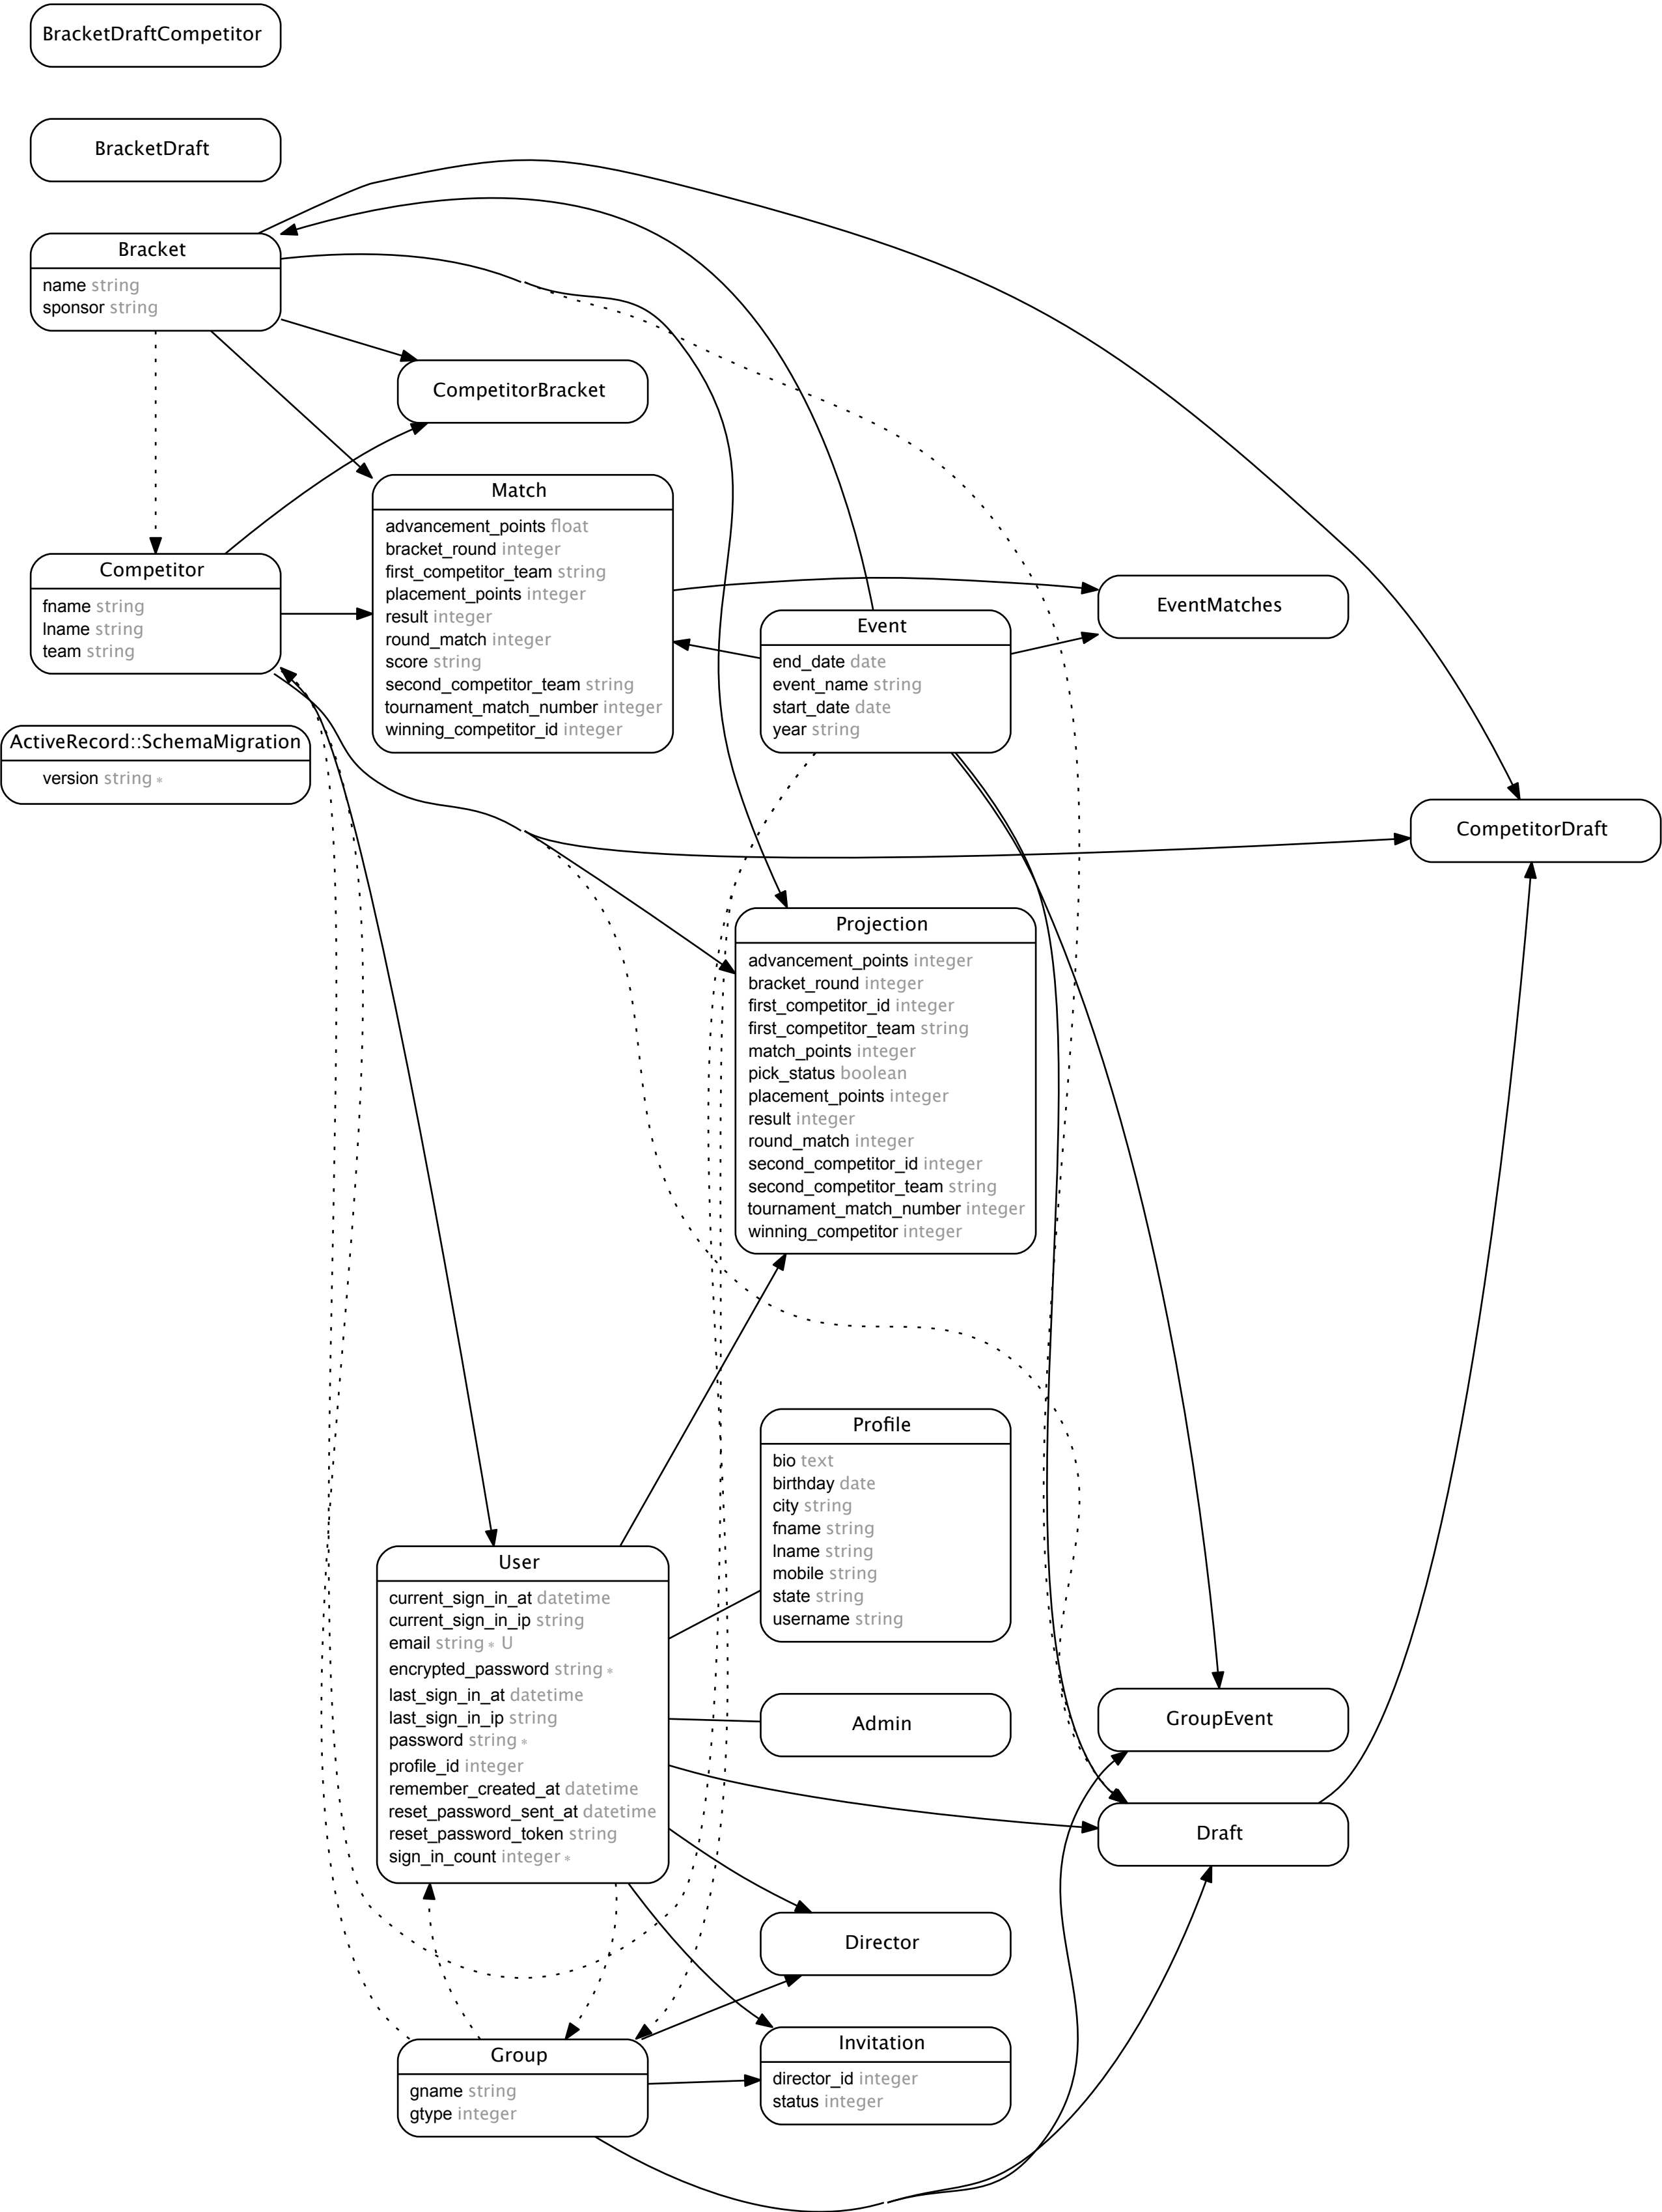 BracketDraftCompetitor
BracketDraft
Bracket
name string
sponsor string
CompetitorBracket
Match
advancement_points float
bracket_round integer
first_competitor_team string
placement_points integer
result integer
round_match integer
score string
second_competitor_team string
tournament_match_number integer
winning_competitor_id integer
Competitor
fname string
lname string
team string
EventMatches
Event
end_date date
event_name string
start_date date
year string
ActiveRecord::SchemaMigration
version string *
CompetitorDraft
Projection
advancement_points integer
bracket_round integer
first_competitor_id integer
first_competitor_team string
match_points integer
pick_status boolean
placement_points integer
result integer
round_match integer
second_competitor_id integer
second_competitor_team string
tournament_match_number integer
winning_competitor integer
Profile
bio text
birthday date
city string
fname string
lname string
mobile string
state string
username string
User
current_sign_in_at datetime
current_sign_in_ip string
email string * U
encrypted_password string *
last_sign_in_at datetime
last_sign_in_ip string
password string *
profile_id integer
remember_created_at datetime
reset_password_sent_at datetime
reset_password_token string
sign_in_count integer *
Admin
GroupEvent
Draft
Director
Invitation
director_id integer
status integer
Group
gname string
gtype integer